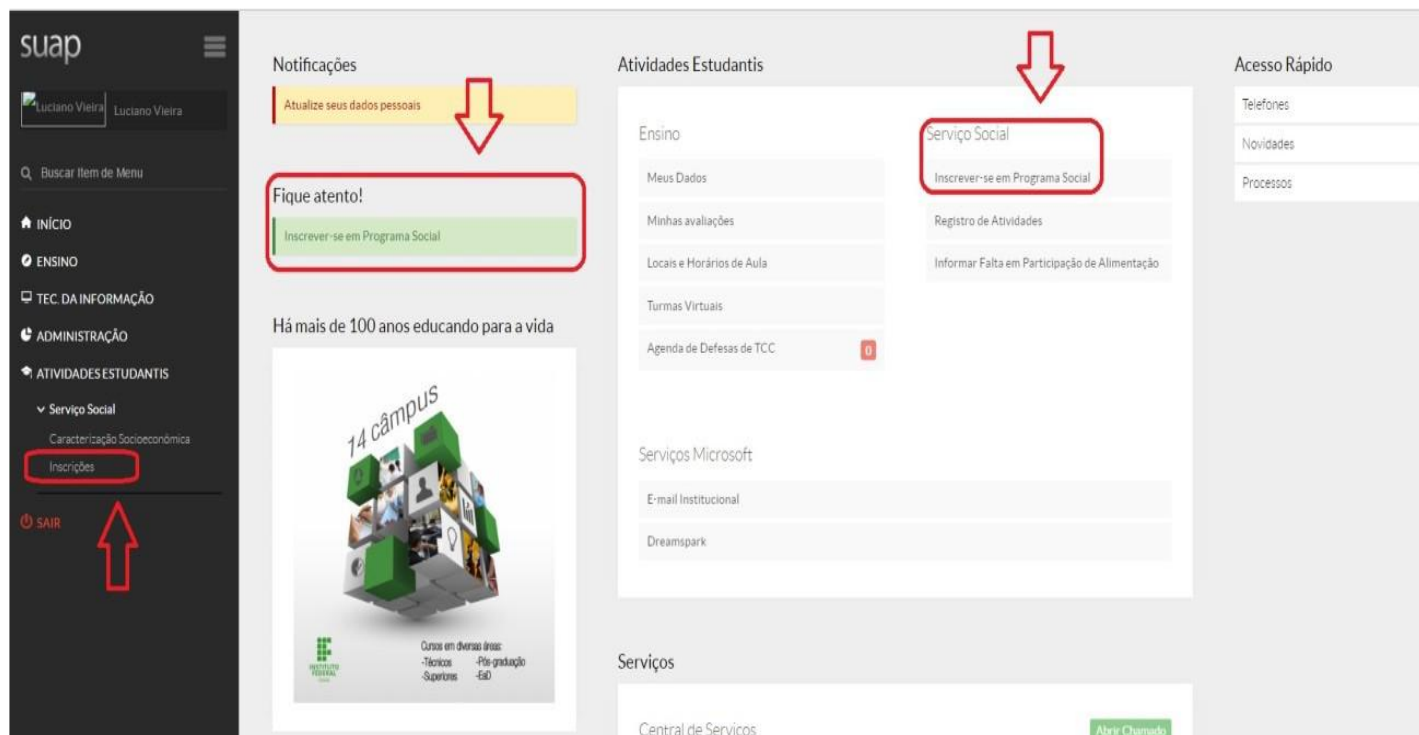 suap
Luciano Vieira Luciano Vieira
Buscar Item de Menu
INÍCIO
ENSINO
TEC. DA INFORMAÇÃO
ADMINISTRAÇÃO
ATIVIDADES ESTUDANTIS
Serviço Social
Caracterização Socioeconômica
Inscrições
SAIR
Notificações
Atualize seus dados pessoais
Fique atento!
Inscrever-se em Programa Social
Há mais de 100 anos educando para a vida
14 câmpus
INSTITUTO
FEDERAL
Cursos em diversas áreas:
-Técnicos -Pós-graduação
-Superiores -EaD
Atividades Estudantis
Ensino
Meus Dados
Minhas avaliações
Locais e Horários de Aula
Turmas Virtuais
Agenda de Defesas de TCC 0
Serviço Social
Inscrever-se em Programa Social
Registro de Atividades
Informar Falta em Participação de Alimentação
Serviços Microsoft
E-mail Institucional
Dreamspark
Serviços
Central de Serviços Abrir Chamado
Acesso Rápido
Telefones
Novidades
Processos